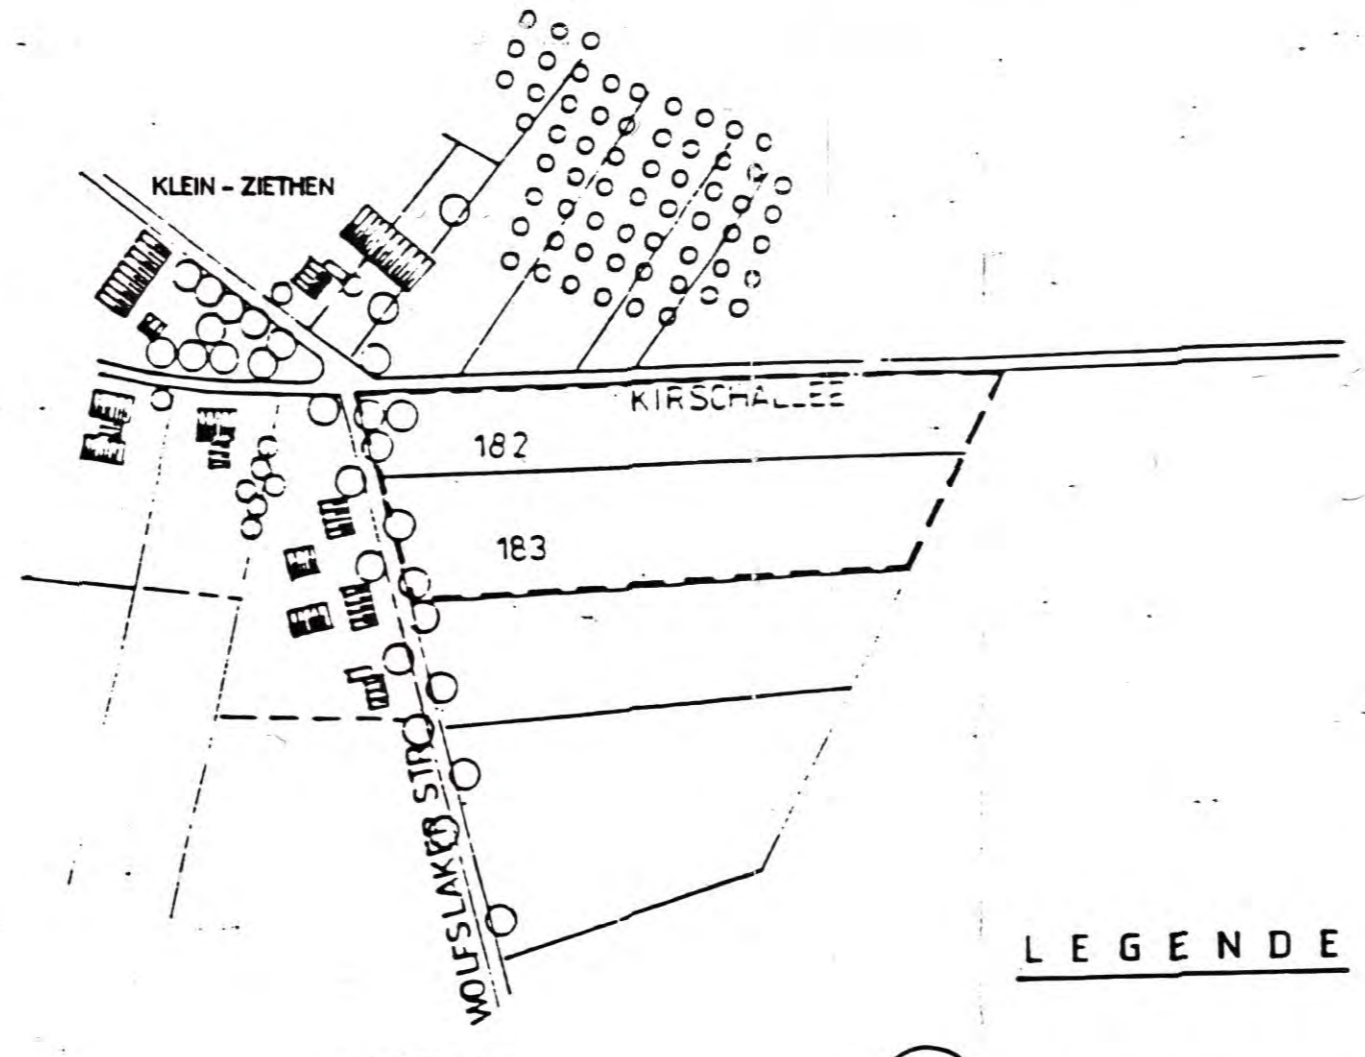 KLEIN - ZIETHEN
KIRSCHALLEE
182
183
WOLFSLAKER STR
LEGENDE